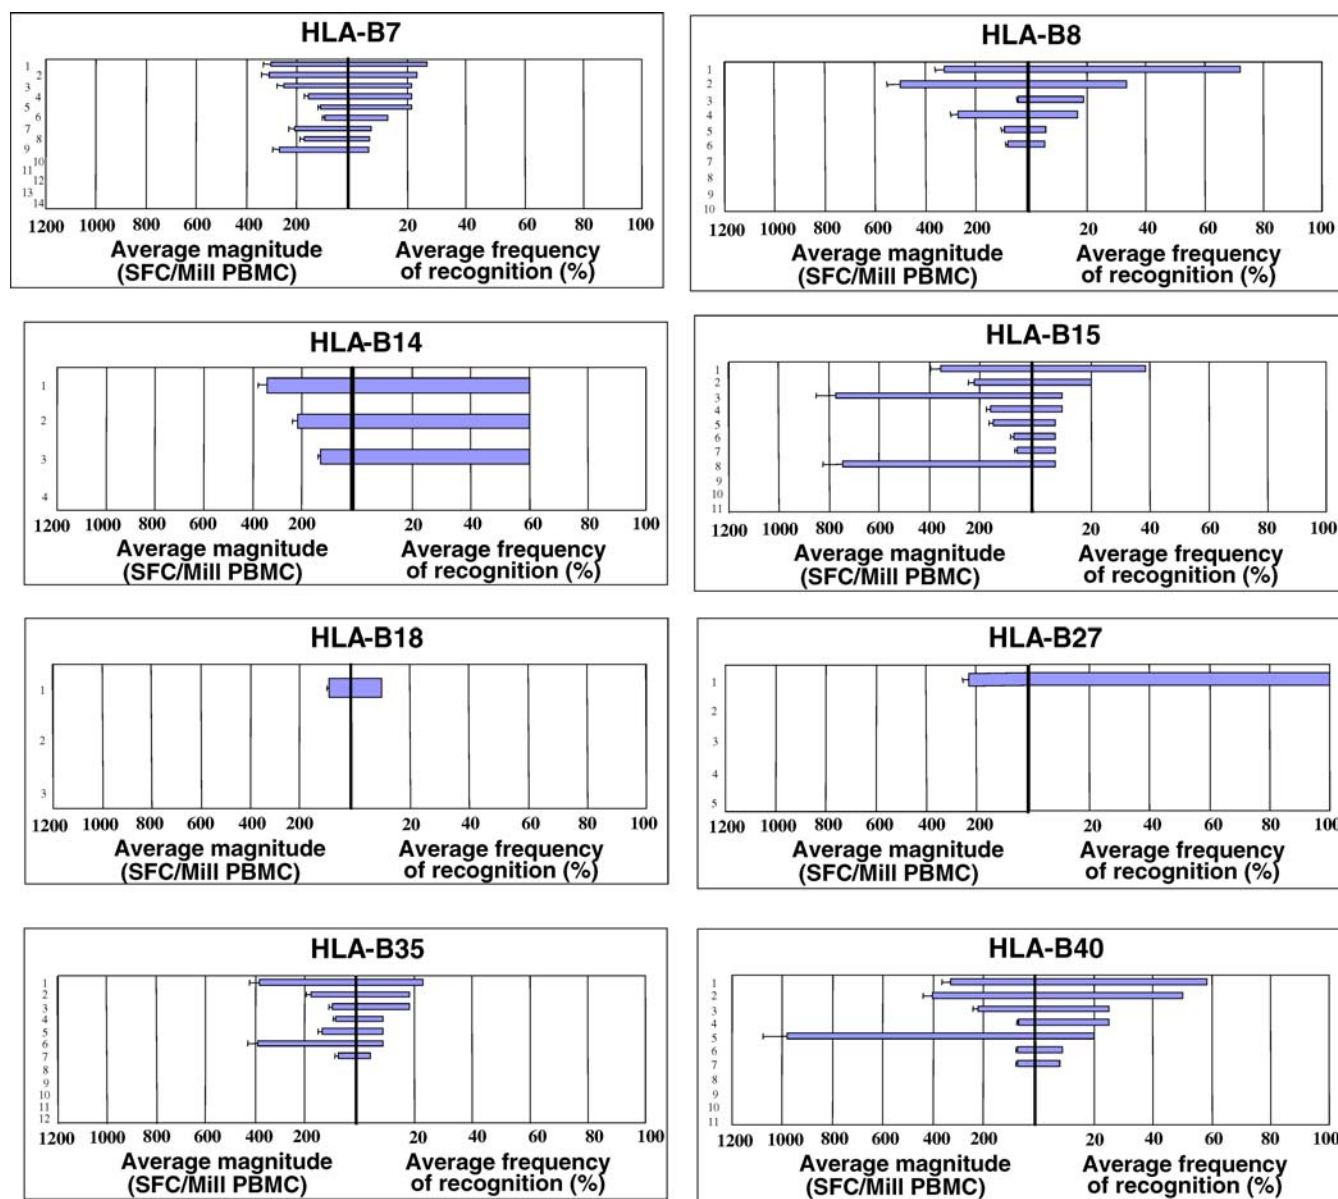 HLA-B7
1
2
3
4
5
6
7
8
9
10
11
12
13
14
1200 1000 800 600 400 200 20 40 60 80 100
Average magnitude Average frequency
(SFC/Mill PBMC) of recognition (%)
HLA-B8
1
2
3
4
5
6
7
8
9
10
1200 1000 800 600 400 200 20 40 60 80 100
Average magnitude Average frequency
(SFC/Mill PBMC) of recognition (%)
HLA-B14
1
2
3
4
1200 1000 800 600 400 200 20 40 60 80 100
Average magnitude Average frequency
(SFC/Mill PBMC) of recognition (%)
HLA-B15
1
2
3
4
5
6
7
8
9
10
11
1200 1000 800 600 400 200 20 40 60 80 100
Average magnitude Average frequency
(SFC/Mill PBMC) of recognition (%)
HLA-B18
1
2
3
1200 1000 800 600 400 200 20 40 60 80 100
Average magnitude Average frequency
(SFC/Mill PBMC) of recognition (%)
HLA-B27
1
2
3
4
5
1200 1000 800 600 400 200 20 40 60 80 100
Average magnitude Average frequency
(SFC/Mill PBMC) of recognition (%)
HLA-B35
1
2
3
4
5
6
7
8
9
10
11
12
1200 1000 800 600 400 200 20 40 60 80 100
Average magnitude Average frequency
(SFC/Mill PBMC) of recognition (%)
HLA-B40
1
2
3
4
5
6
7
8
9
10
11
1200 1000 800 600 400 200 20 40 60 80 100
Average magnitude Average frequency
(SFC/Mill PBMC) of recognition (%)